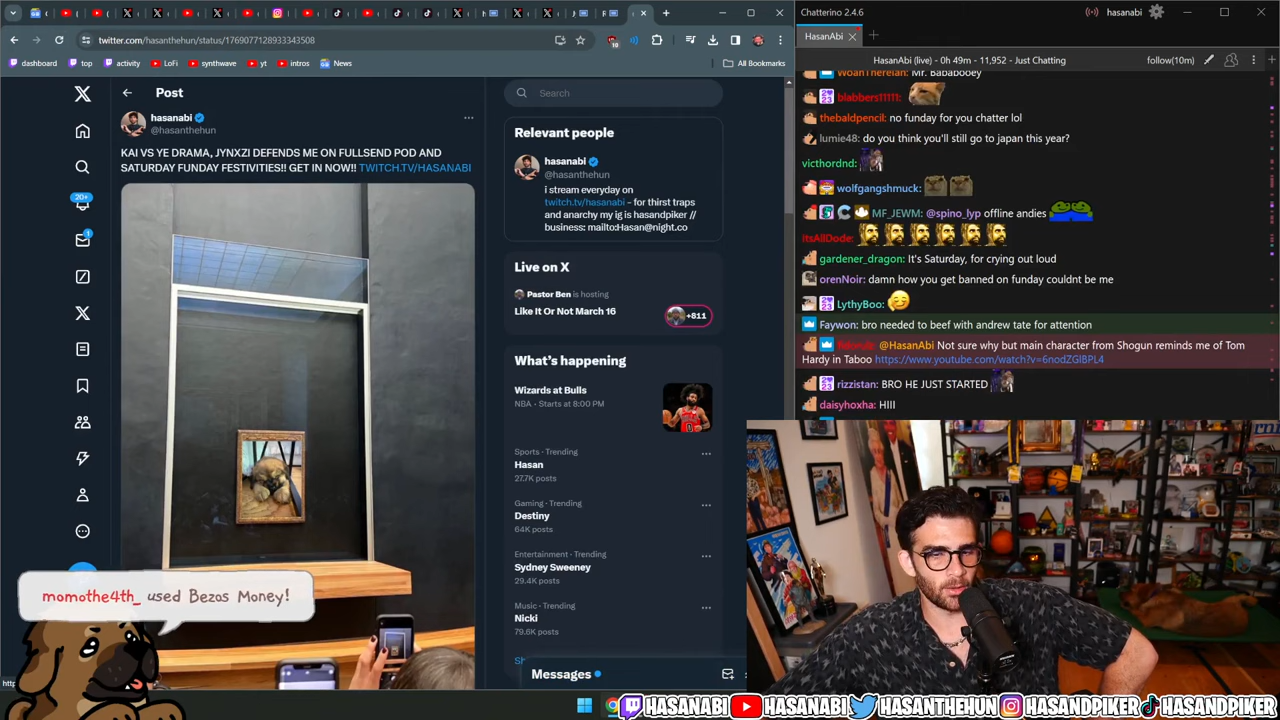 Chatterino 2.4.6
hasanabi
twitter.com/hasanthehun/status/1769077128933343508
10
HasanAbi
dashboard
top
activity
LoFi
synthwave
yt
intros
News
All Bookmarks
HasanAbi (live) - 0h 49m - 11,952 - Just Chatting
follow(10m)
Post
hasanabi
@hasanthehun
KAI VS YE DRAMA, JYNXZI DEFENDS ME ON FULLSEND POD AND
SATURDAY FUNDAY FESTIVITIES!! GET IN NOW!! TWITCH.TV/HASANABI
20+
1
Search
Relevant people
hasanabi
@hasanthehun
i stream everyday on
twitch.tv/hasanabi - for thirst traps
and anarchy my ig is hasandpiker //
business: mailto:Hasan@night.co
Live on X
Pastor Ben is hosting
Like It Or Not March 16
+811
What's happening
Wizards at Bulls
NBA · Starts at 8:00 PM
Sports · Trending
Hasan
27.7K posts
Gaming · Trending
Destiny
64K posts
Entertainment · Trending
Sydney Sweeney
29.4K posts
Music · Trending
Nicki
79.6K posts
Messages
WoahTherelan: Mr. Bababooey
blabbers11111:
thebaldpencil: no funday for you chatter lol
lumie48: do you think you'll still go to japan this year?
victhordnd:
wolfgangshmuck:
MF_JEWM: @spino_lyp offline andies
itsAllDode:
gardener_dragon: It's Saturday, for crying out loud
orenNoir: damn how you get banned on funday couldnt be me
LythyBoo:
Faywon: bro needed to beef with andrew tate for attention
@HasanAbi Not sure why but main character from Shogun reminds me of Tom
Hardy in Taboo https://www.youtube.com/watch?v=6nodZGlBPL4
rizzistan: BRO HE JUST STARTED
daisyhoxha: HIII
momothe4th_ used Bezos Money!
HASANABI
HASANABI
HASANTHEHUN
HASANDPIKER
HASANDPIKER